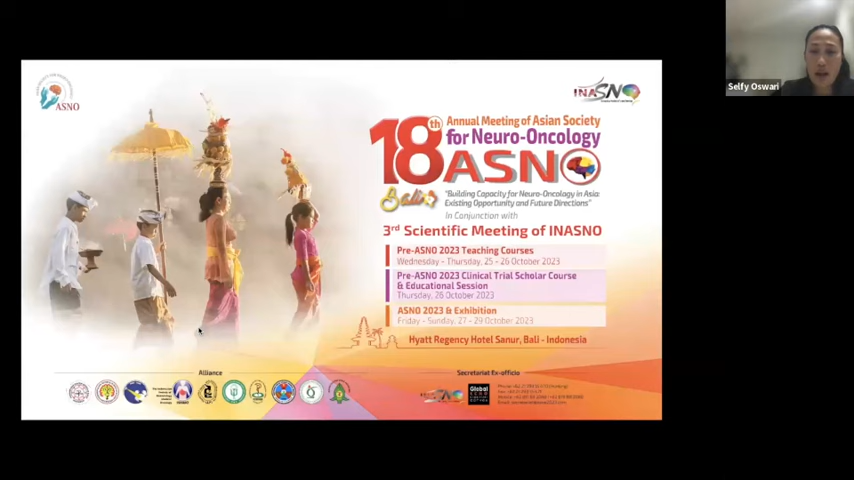 Selfy Oswari
ASNO
INASNO
18th
Annual Meeting of Asian Society
for Neuro-Oncology
ASNO
Bali
"Building Capacity for Neuro-Oncology in Asia:
Existing Opportunity and Future Directions"
In Conjunction with
3rd Scientific Meeting of INASNO
Pre-ASNO 2023 Teaching Courses
Wednesday - Thursday, 25 - 26 October 2023
Pre-ASNO 2023 Clinical Trial Scholar Course
& Educational Session
Thursday, 26 October 2023
ASNO 2023 & Exhibition
Friday - Sunday, 27 - 29 October 2023
Hyatt Regency Hotel Sanur, Bali - Indonesia
Alliance
Secretariat Ex-officio
Global